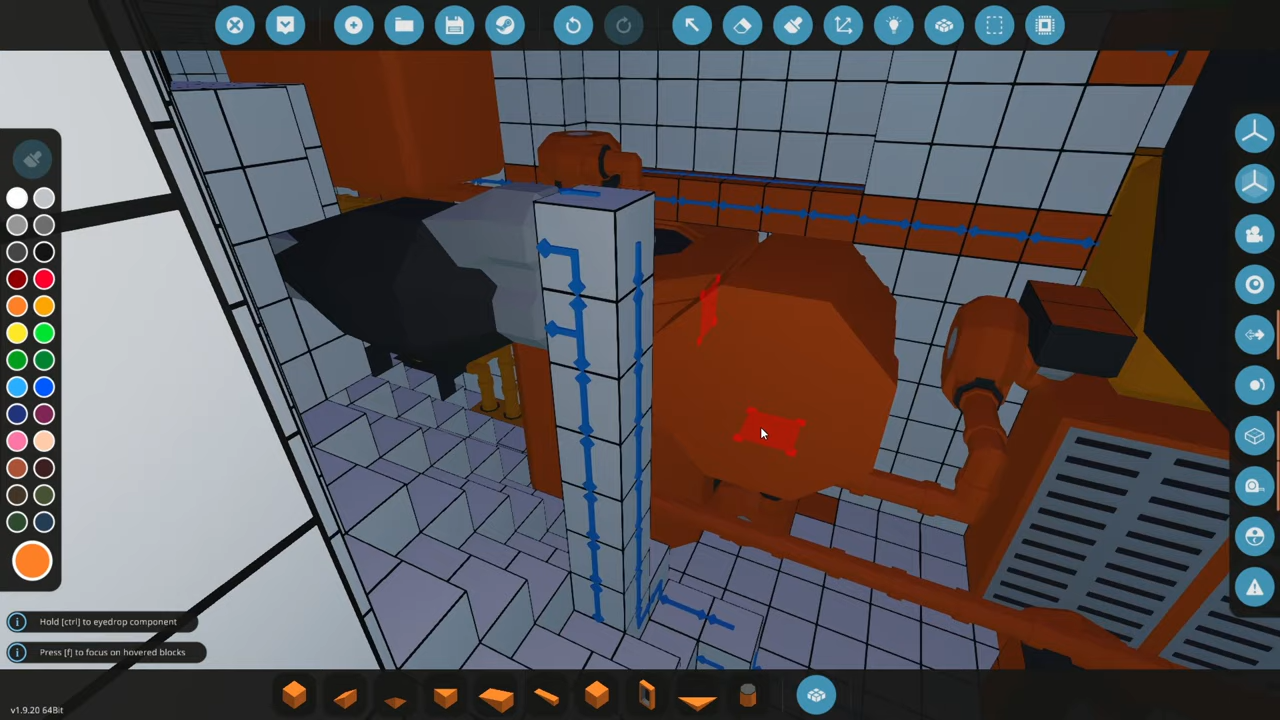 Hold [ctrl] to eyedrop component
Press [f] to focus on hovered blocks
v1.9.20 64Bit